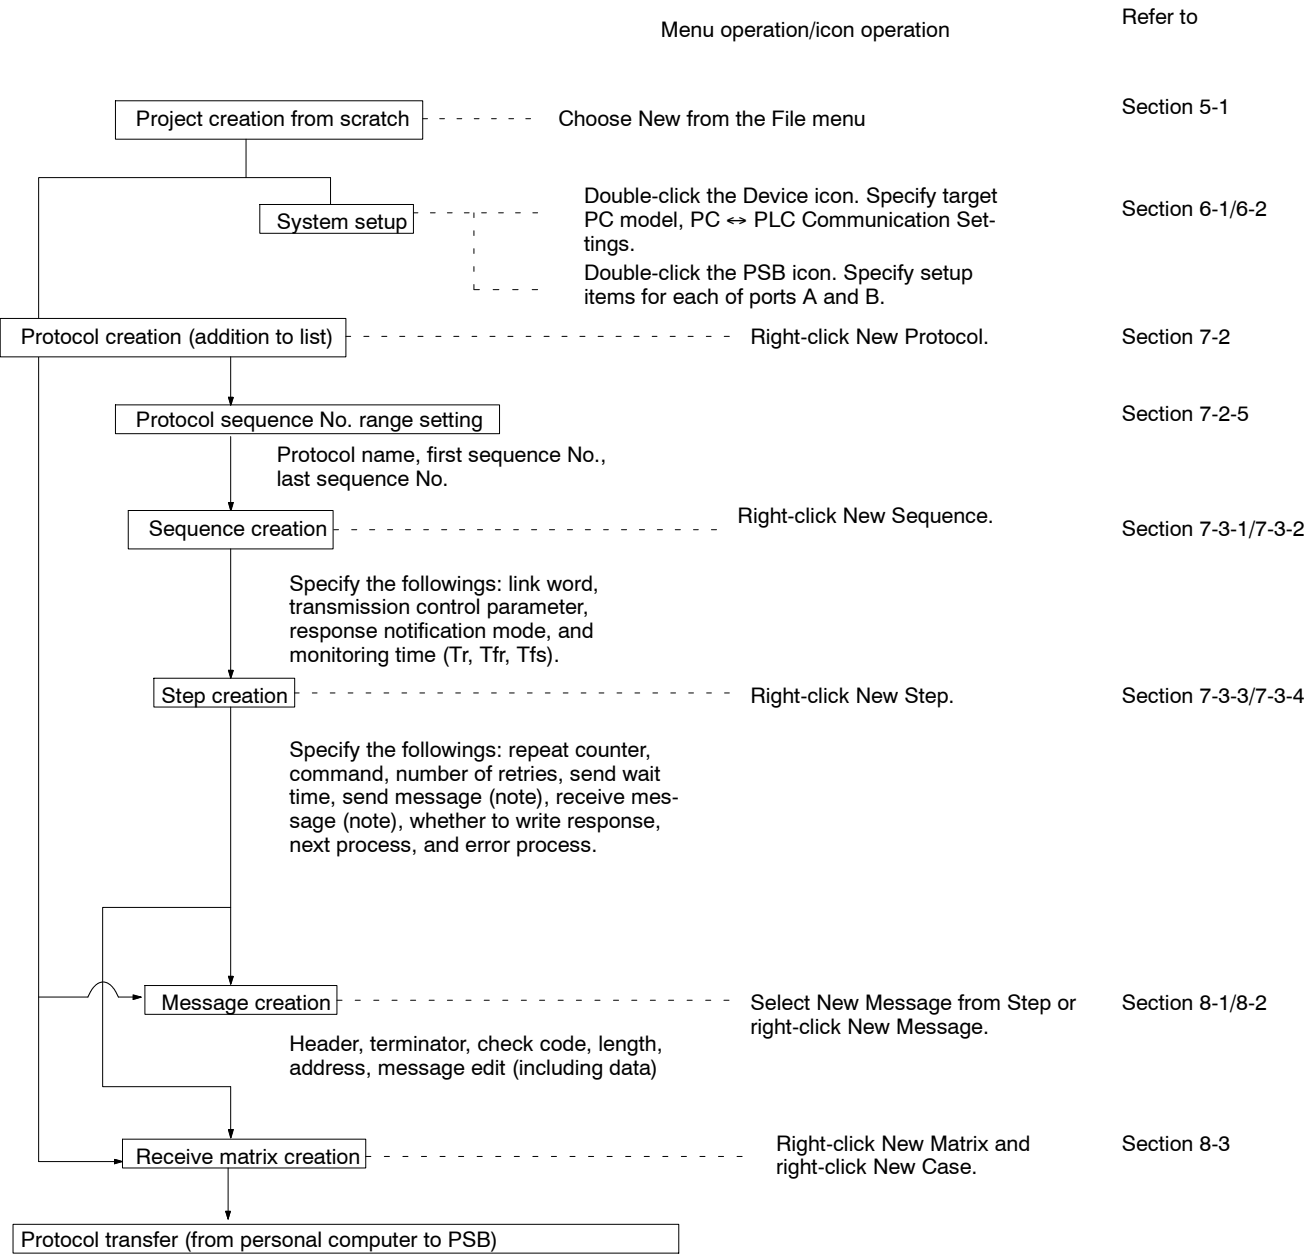 Menu operation/icon operation
Refer to
Project creation from scratch
Choose New from the File menu
Section 5-1
System setup
Double-click the Device icon. Specify target
PC model, PC ↔ PLC Communication Set-
tings.
Section 6-1/6-2
Double-click the PSB icon. Specify setup
items for each of ports A and B.
Protocol creation (addition to list)
Right-click New Protocol.
Section 7-2
Protocol sequence No. range setting
Section 7-2-5
Protocol name, first sequence No.,
last sequence No.
Sequence creation
Right-click New Sequence.
Section 7-3-1/7-3-2
Specify the followings: link word,
transmission control parameter,
response notification mode, and
monitoring time (Tr, Tfr, Tfs).
Step creation
Right-click New Step.
Section 7-3-3/7-3-4
Specify the followings: repeat counter,
command, number of retries, send wait
time, send message (note), receive mes-
sage (note), whether to write response,
next process, and error process.
Message creation
Select New Message from Step or
right-click New Message.
Section 8-1/8-2
Header, terminator, check code, length,
address, message edit (including data)
Receive matrix creation
Right-click New Matrix and
right-click New Case.
Section 8-3
Protocol transfer (from personal computer to PSB)